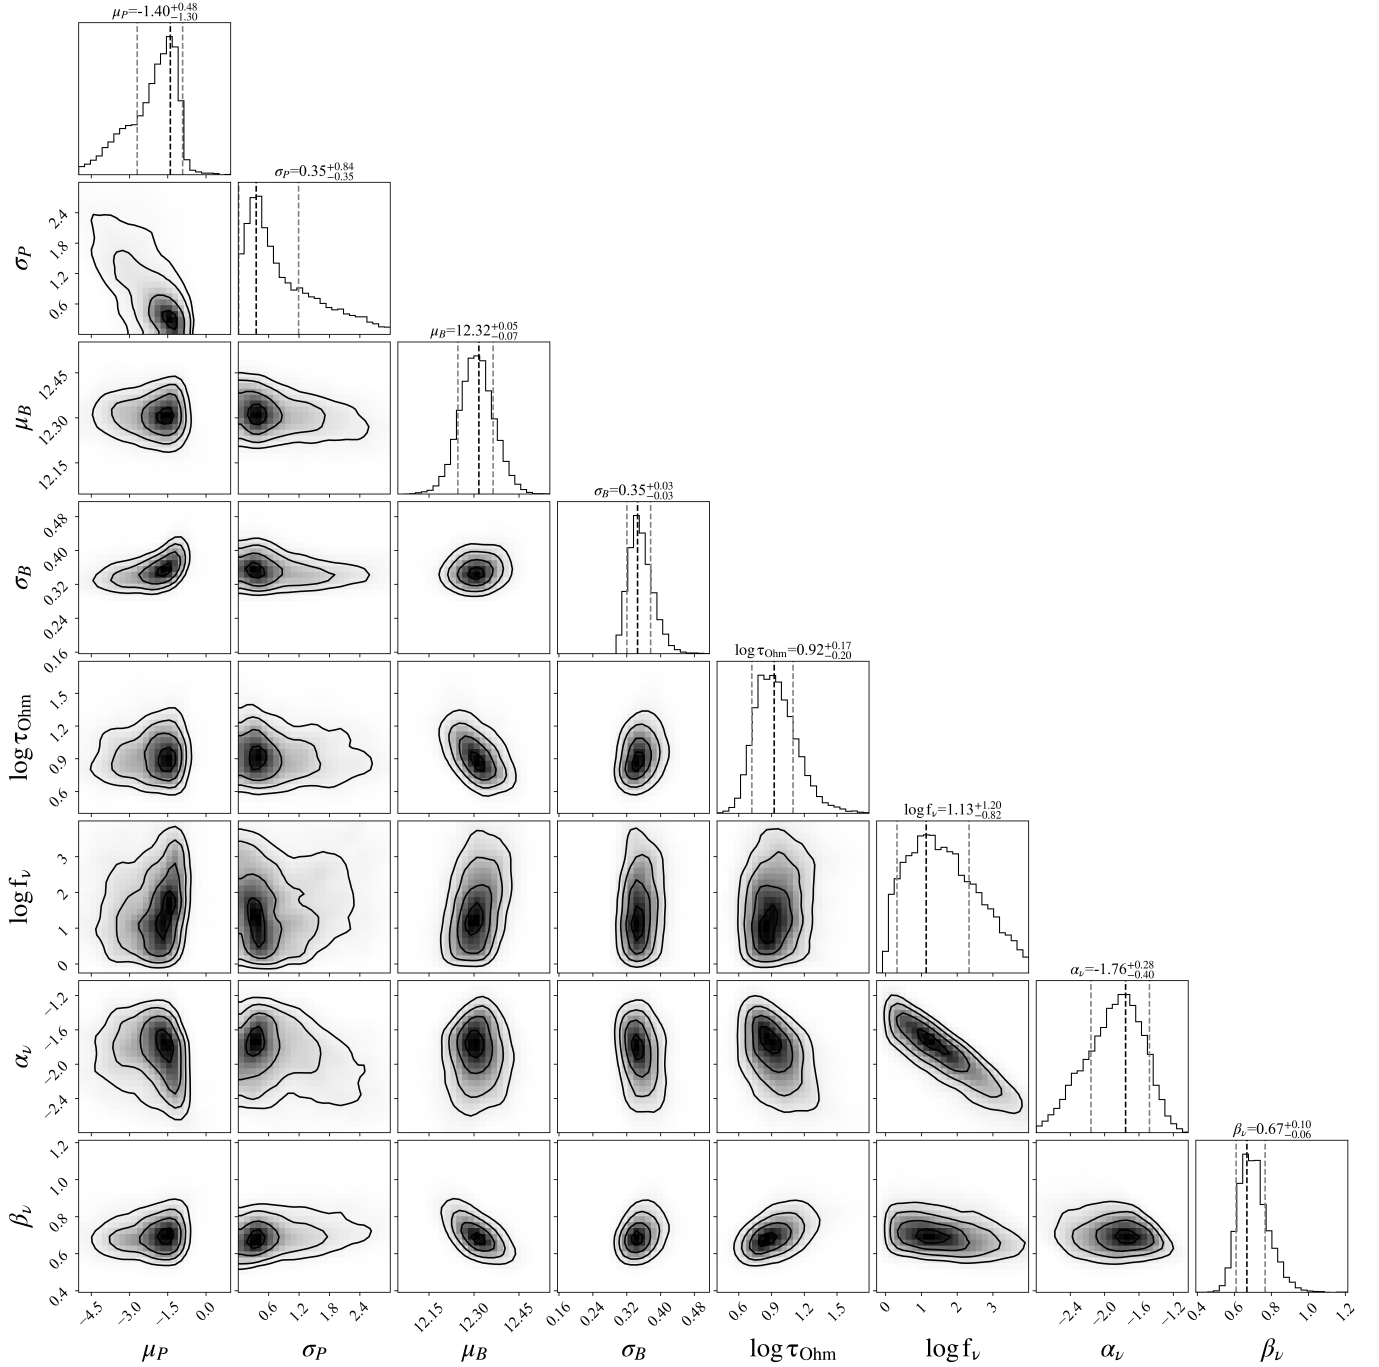 μ_P=-1.40^{+0.48}_{-1.30}
σ_P=0.35^{+0.84}_{-0.35}
σ_P
2.4
1.8
1.2
0.6
μ_B=12.32^{+0.05}_{-0.07}
μ_B
12.45
12.30
12.15
σ_B=0.35^{+0.03}_{-0.03}
σ_B
0.48
0.40
0.32
0.24
0.16
log τ_Ohm=0.92^{+0.17}_{-0.20}
log τ_Ohm
1.5
1.2
0.9
0.6
log f_ν=1.13^{+1.20}_{-0.82}
log f_ν
3
2
1
0
α_ν=-1.76^{+0.28}_{-0.40}
α_ν
−1.2
−1.6
−2.0
−2.4
β_ν=0.67^{+0.10}_{-0.06}
β_ν
1.2
1.0
0.8
0.6
0.4
−4.5 −3.0 −1.5 0.0 0.6 1.2 1.8 2.4 12.15 12.30 12.45 0.16 0.24 0.32 0.40 0.48 0.6 0.9 1.2 1.5 0 1 2 3 −2.4 −2.0 −1.6 −1.2 0.4 0.6 0.8 1.0 1.2
μ_P σ_P μ_B σ_B log τ_Ohm log f_ν α_ν β_ν